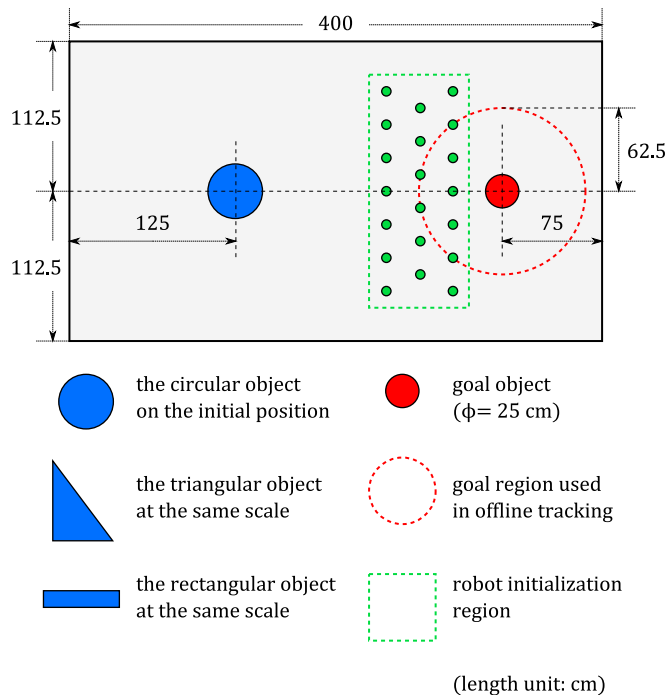 400
112.5
62.5
125
75
112.5
the circular object
on the initial position
goal object
(ϕ= 25 cm)
the triangular object
at the same scale
goal region used
in offline tracking
the rectangular object
at the same scale
robot initialization
region
(length unit: cm)